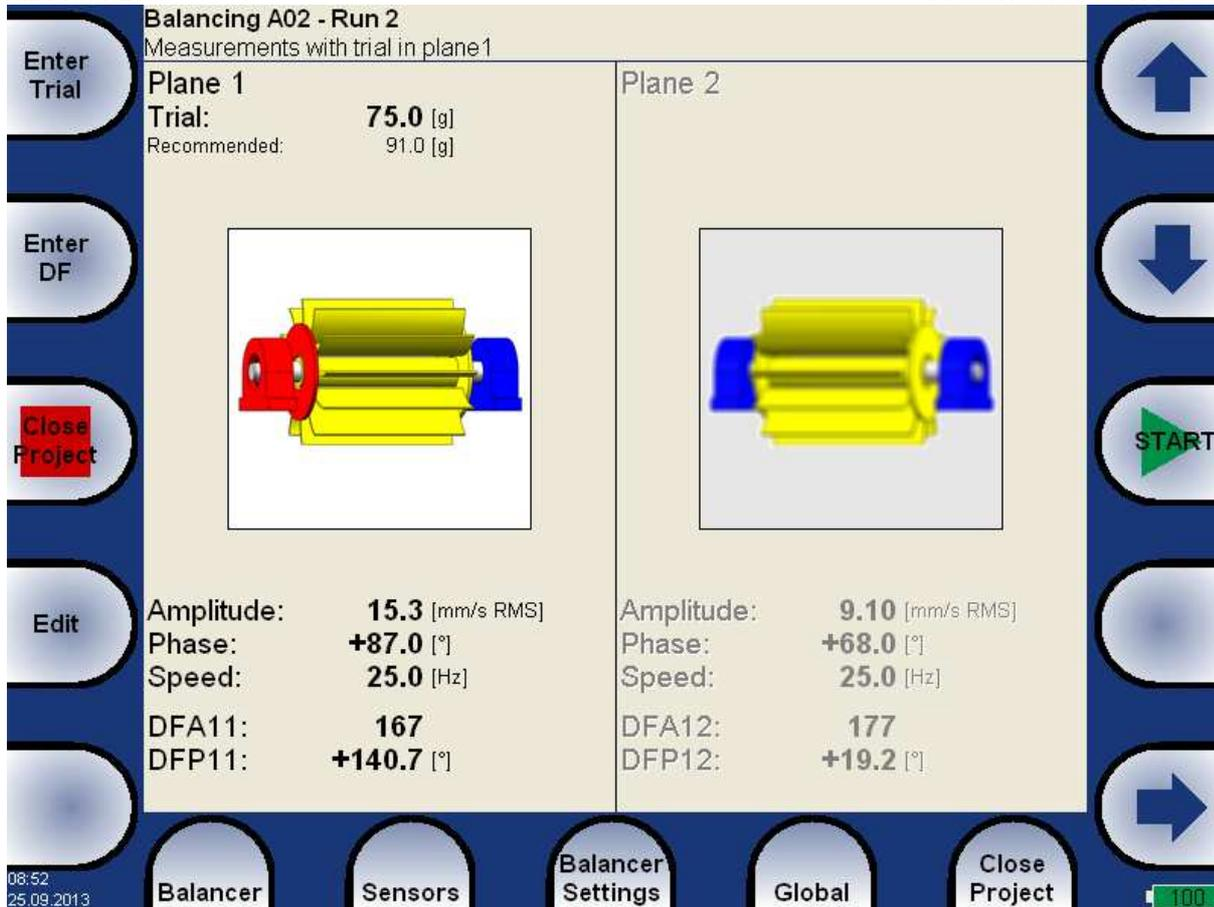 Balancing A02 - Run 2
Measurements with trial in plane1
Enter
Trial
Enter
DF
Close
Project
Edit
Plane 1
Trial: 75.0 [g]
Recommended: 91.0 [g]
Amplitude: 15.3 [mm/s RMS]
Phase: +87.0 [°]
Speed: 25.0 [Hz]
DFA11: 167
DFP11: +140.7 [°]
Plane 2
Amplitude: 9.10 [mm/s RMS]
Phase: +68.0 [°]
Speed: 25.0 [Hz]
DFA12: 177
DFP12: +19.2 [°]
START
08:52
25.09.2013
Balancer
Sensors
Balancer
Settings
Global
Close
Project
100